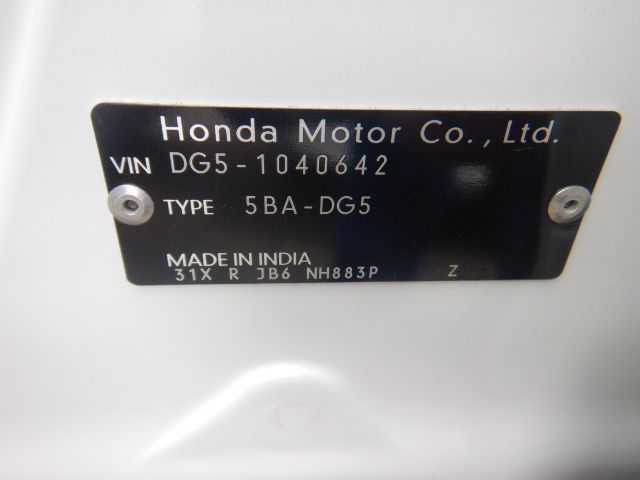 Honda Motor Co., Ltd.
VIN DG5-1040642
TYPE 5BA-DG5
MADE IN INDIA
31X R JB6 NH883P Z